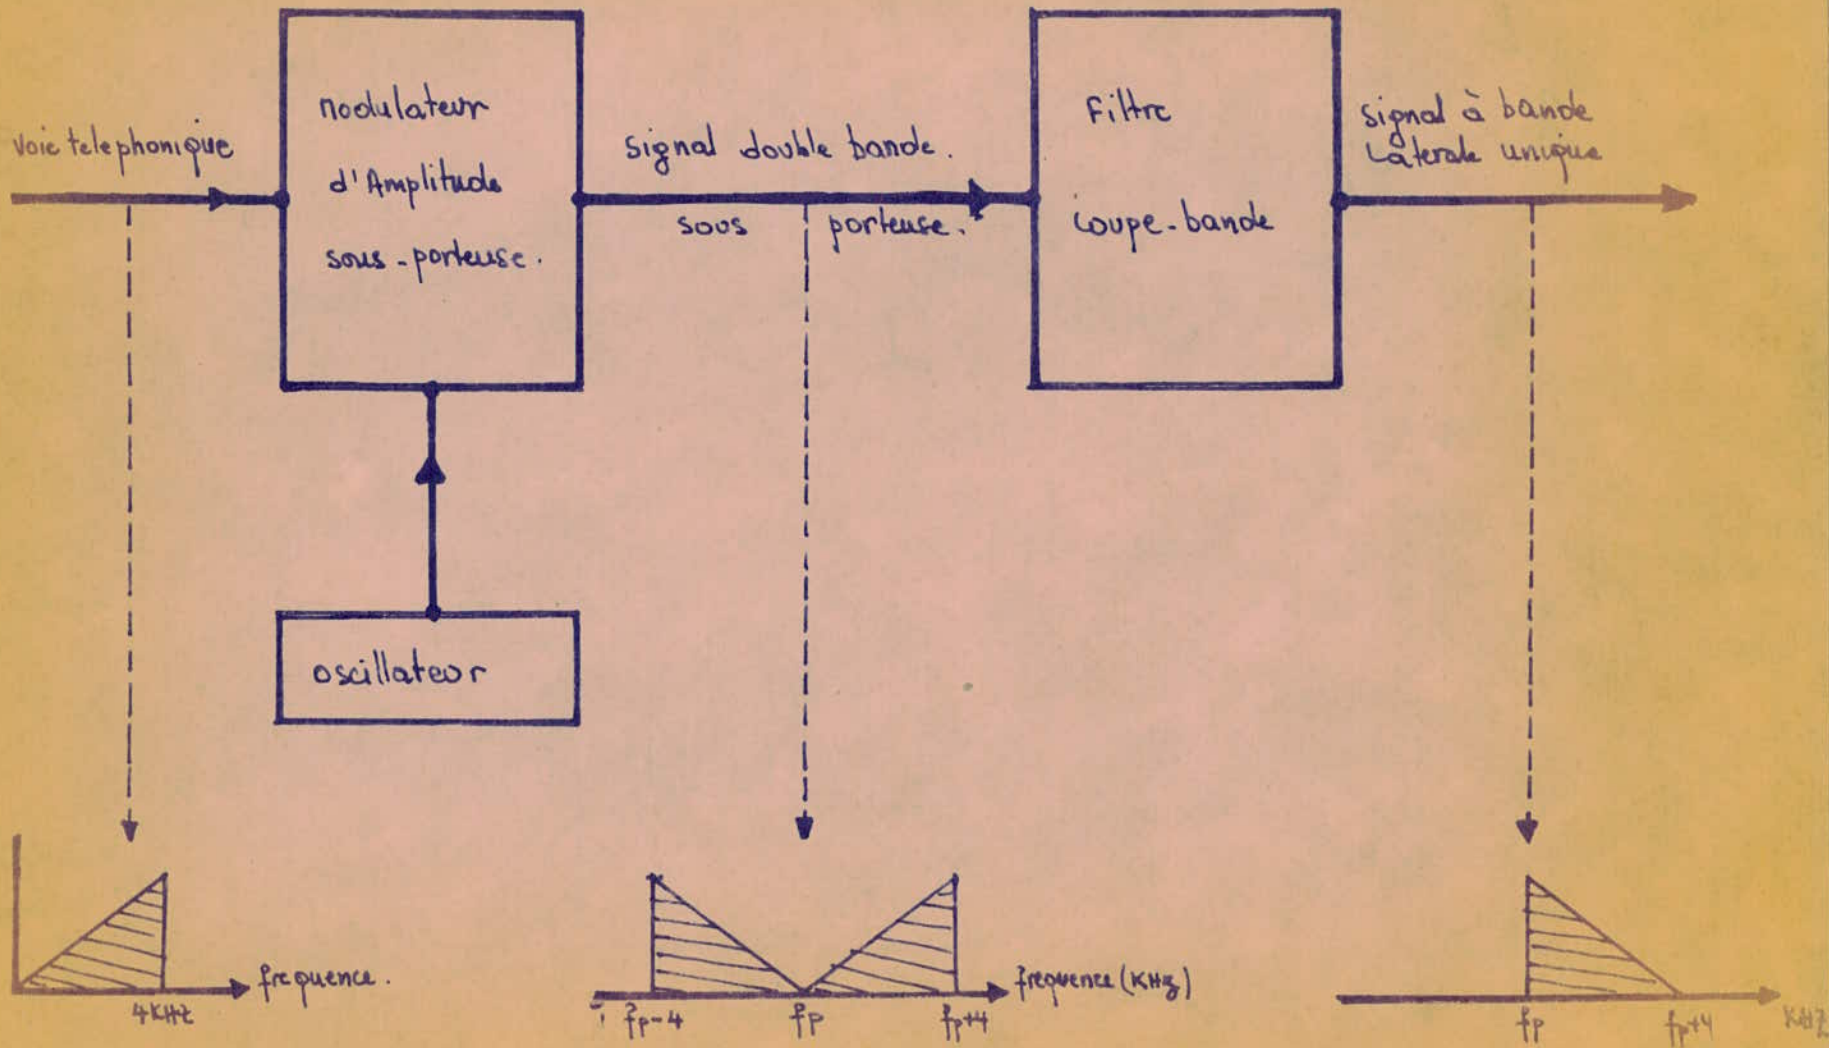 voie telephonique
nodulateur
d'Amplitude
sous-porteuse.
signal double bande.
sous porteuse.
Filtre
coupe-bande
signal à bande
Laterale unique
oscillateur
frequence.
4KHZ
frequence (KHz)
fp-4 fp fp+4
fp fp+4 KHZ